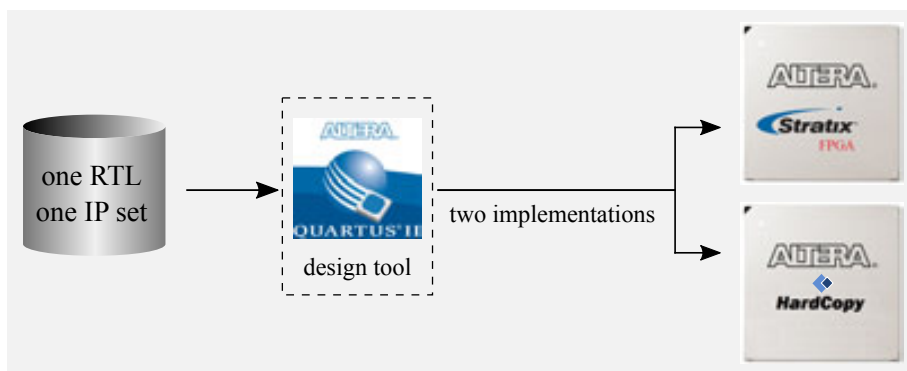 one RTL
one IP set
ALTERA
QUARTUS II
design tool
two implementations
ALTERA.
Stratix
FPGA
ALTERA.
HardCopy